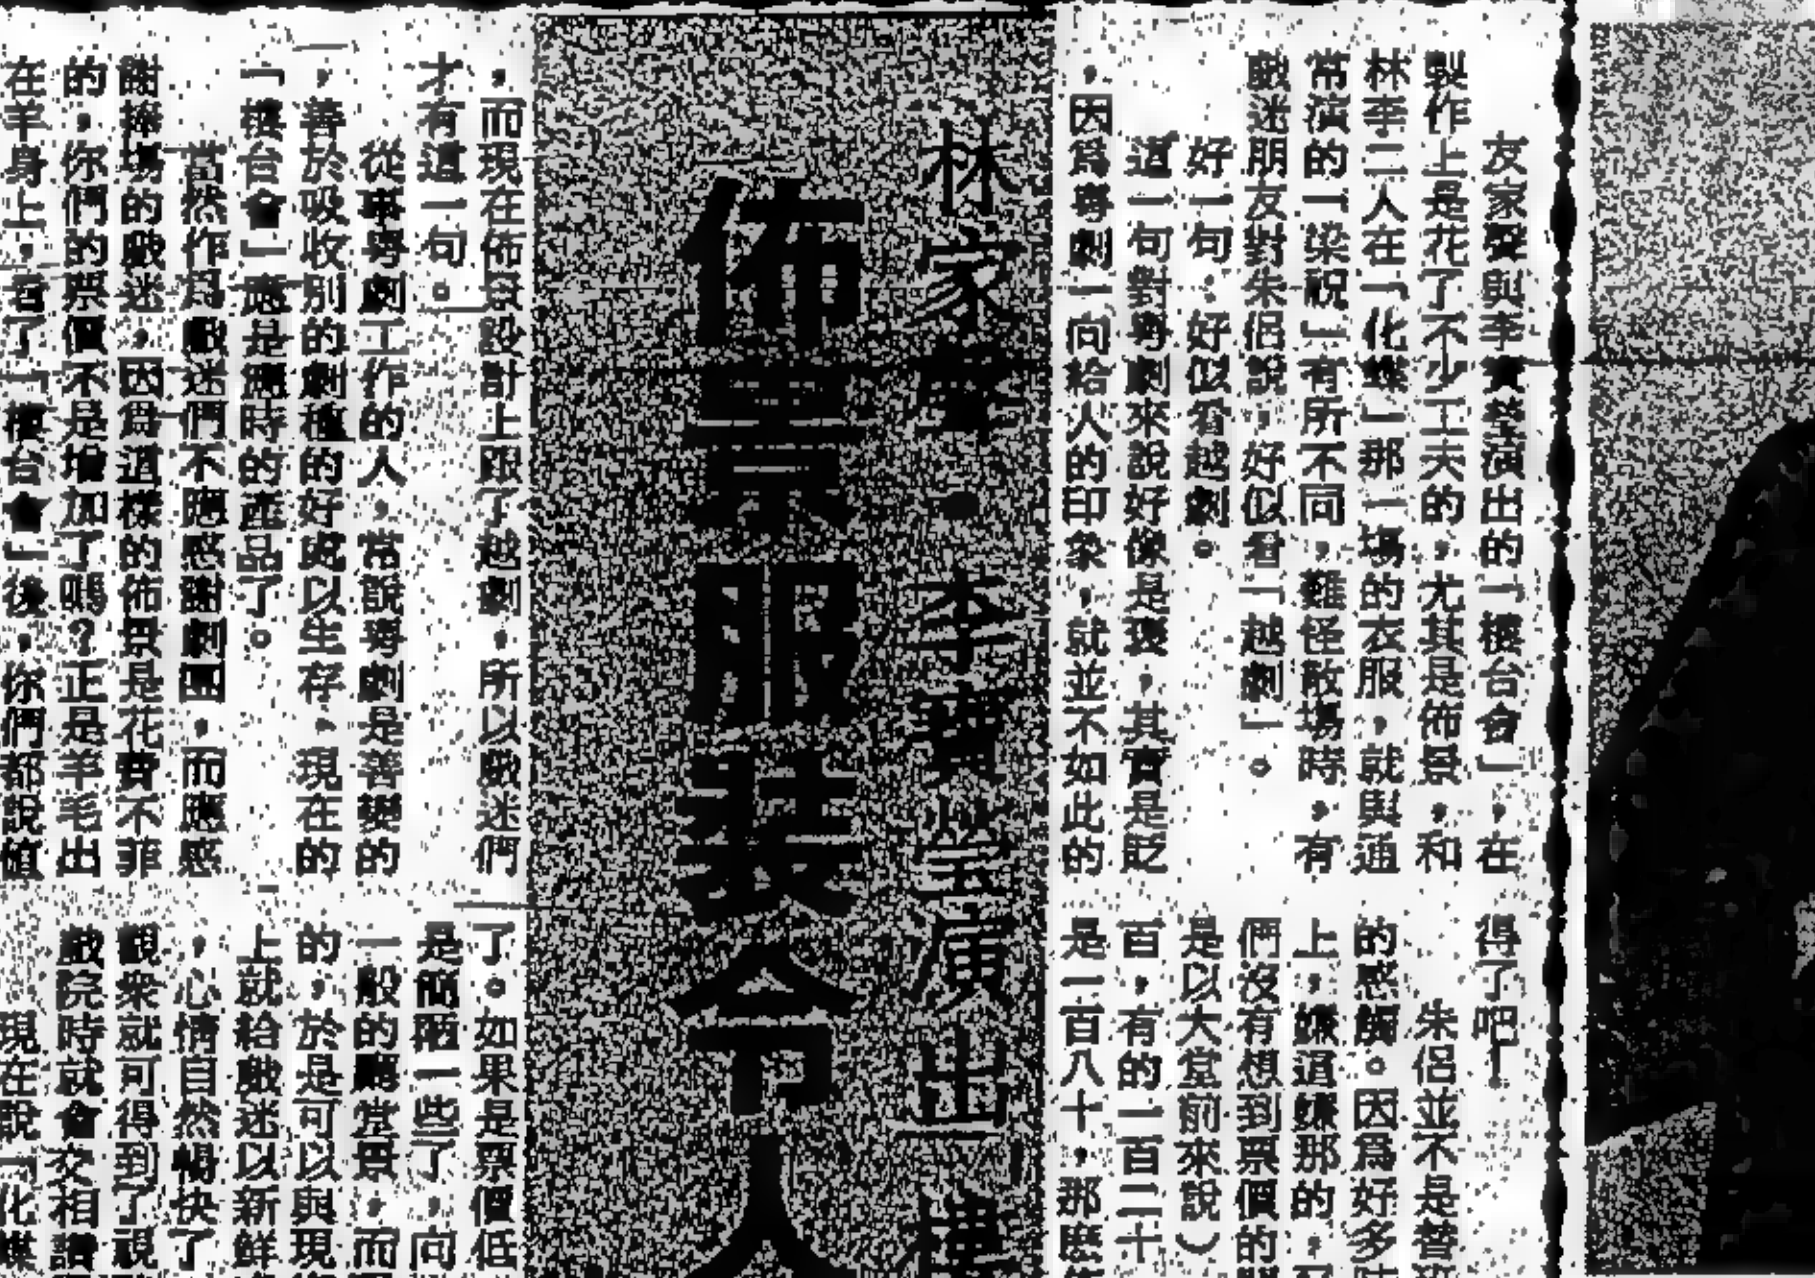 林家聲・李寶瑩演出「樓
佈景服裝令人
友家聲與李寶瑩演出的「樓台會」,在
製作上是花了不少工夫的,尤其是佈景,和
林李二人在「化蝶」那一場的衣服,就與通
常演的「梁祝」有所不同,難怪散場時,有
戲迷朋友對朱侶說,好似看「越劇」。
好一句:好似看越劇。
這一句對粵劇來說好像是褒,其實是貶
,因爲粵劇一向給人的印象,就並不如此的
,而現在佈景設計上跟了越劇,所以戲迷們
才有這一句。
從事粵劇工作的人,常說粵劇是善變的
,善於吸收別的劇種的好處以生存,現在的
「樓台會」應是適時的產品了。
當然作爲戲迷們不應感謝劇團,而應感
謝捧場的戲迷,因爲這樣的佈景是花費不菲
的,你們的票價不是增加了嗎?正是羊毛出
在羊身上,看了「樓台會」後,你們都說値
得了吧!
朱侶並不是替
的感觸。因爲好多
上,嫌這嫌那的,
們沒有想到票價的
是以大堂前來說)
百,有的一百二十
是一百八十,那麽
了。如果是票價低
是簡陋一些了,向
一般的廳堂景,而
的,於是可以與現
上就給戲迷以新鮮
,心情自然暢快了
觀衆就可得到了視
戲院時就會交相讚
現在說「化蝶